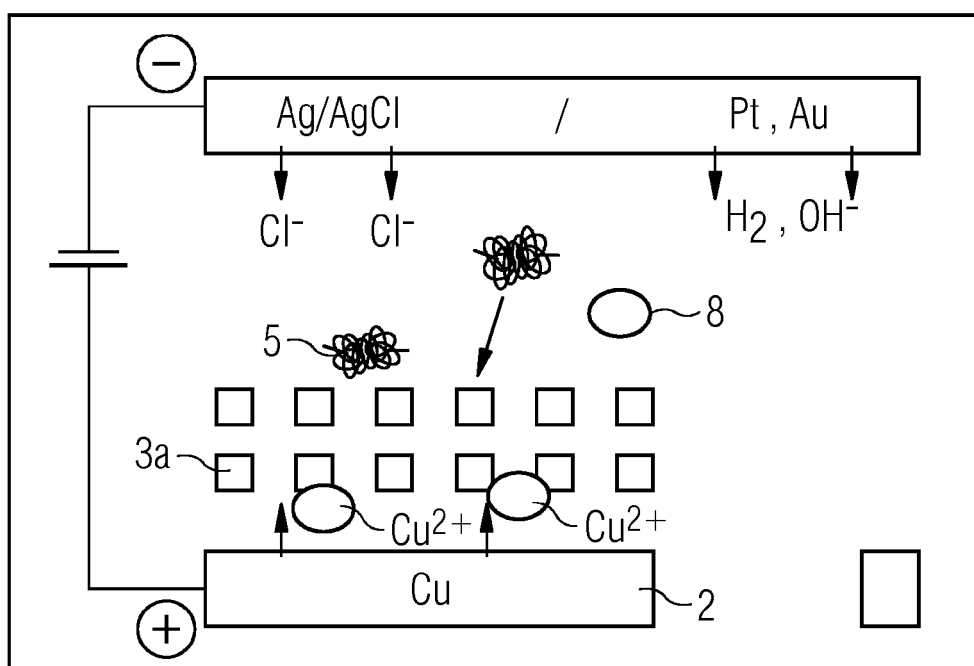 −
Ag/AgCl / Pt , Au
Cl⁻ Cl⁻ H₂ , OH⁻
8
5
3a
Cu²⁺ Cu²⁺
Cu 2
+